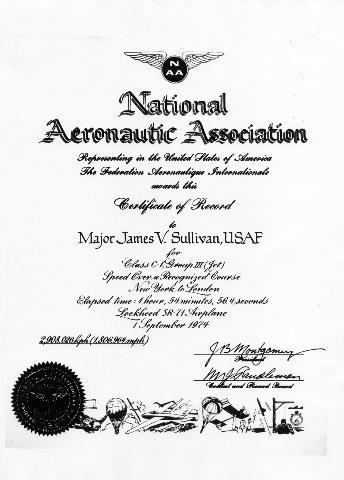 N
AA
National
Aeronautic Association
Representing in the United States of America
The Federation Aeronautique Internationale
awards this
Certificate of Record
to
Major James V. Sullivan, USAF
for
Class C-1, Group III (Jet)
Speed Over a Recognized Course
New York to London
Elapsed time: 1 hour, 54 minutes, 56.4 seconds
Lockheed SR-71 Airplane
1 September 1974
2,908.026 kph (1,806.964 mph)
J B Montgomery
President
Contest and Record Board